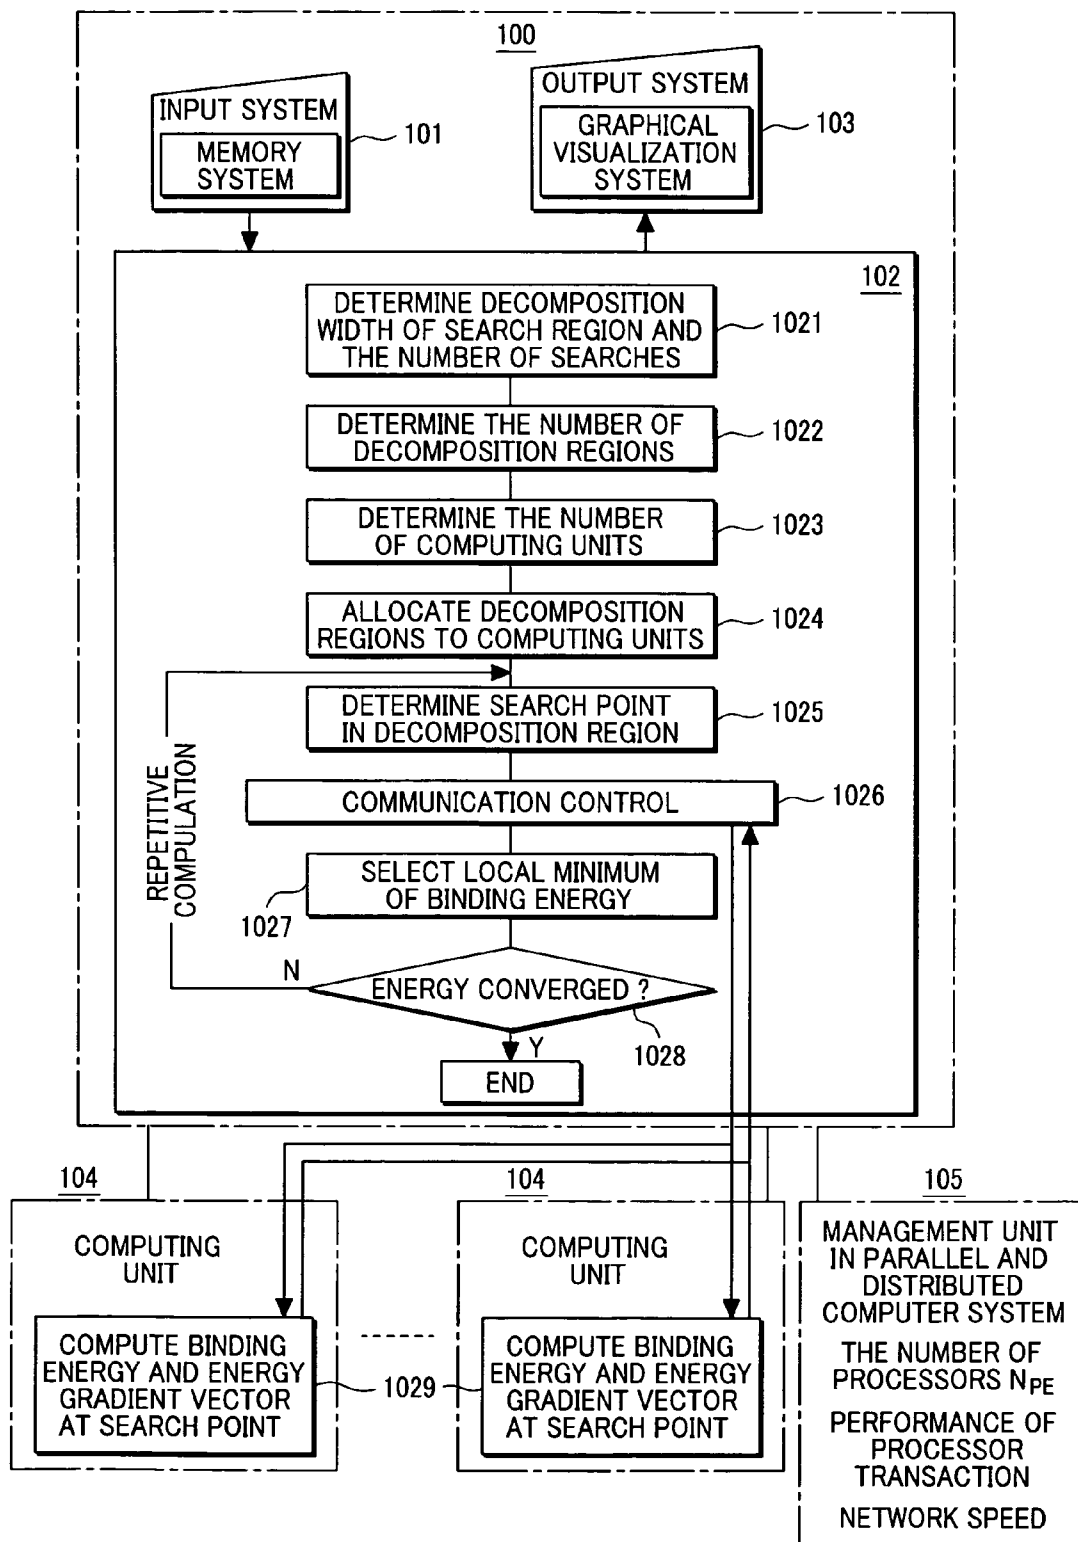 100
INPUT SYSTEM
MEMORY
SYSTEM
101
OUTPUT SYSTEM
GRAPHICAL
VISUALIZATION
SYSTEM
103
102
DETERMINE DECOMPOSITION
WIDTH OF SEARCH REGION AND
THE NUMBER OF SEARCHES
1021
DETERMINE THE NUMBER OF
DECOMPOSITION REGIONS
1022
DETERMINE THE NUMBER
OF COMPUTING UNITS
1023
ALLOCATE DECOMPOSITION
REGIONS TO COMPUTING UNITS
1024
DETERMINE SEARCH POINT
IN DECOMPOSITION REGION
1025
REPETITIVE
COMPULATION
COMMUNICATION CONTROL
1026
SELECT LOCAL MINIMUM
OF BINDING ENERGY
1027
N
ENERGY CONVERGED ?
1028
Y
END
104
COMPUTING
UNIT
COMPUTE BINDING
ENERGY AND ENERGY
GRADIENT VECTOR
AT SEARCH POINT
1029
104
COMPUTING
UNIT
COMPUTE BINDING
ENERGY AND ENERGY
GRADIENT VECTOR
AT SEARCH POINT
105
MANAGEMENT UNIT
IN PARALLEL AND
DISTRIBUTED
COMPUTER SYSTEM
THE NUMBER OF
PROCESSORS NPE
PERFORMANCE OF
PROCESSOR
TRANSACTION
NETWORK SPEED